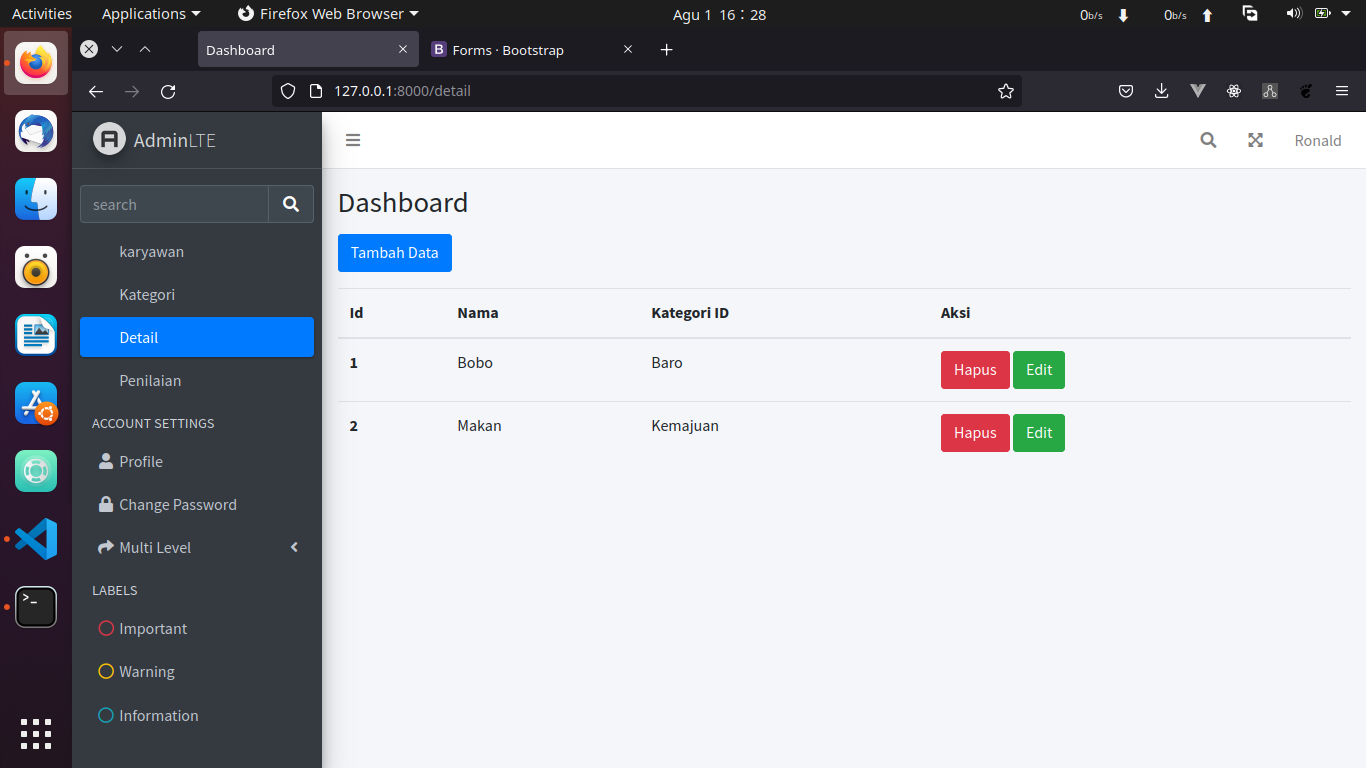 Activities Applications Firefox Web Browser Agu 1 16 : 28 0b/s 0b/s
Dashboard B Forms · Bootstrap
127.0.0.1:8000/detail
AdminLTE
Ronald
search
karyawan
Kategori
Detail
Penilaian
ACCOUNT SETTINGS
Profile
Change Password
Multi Level
LABELS
Important
Warning
Information
Dashboard
Tambah Data
Id Nama Kategori ID Aksi
1 Bobo Baro Hapus Edit
2 Makan Kemajuan Hapus Edit